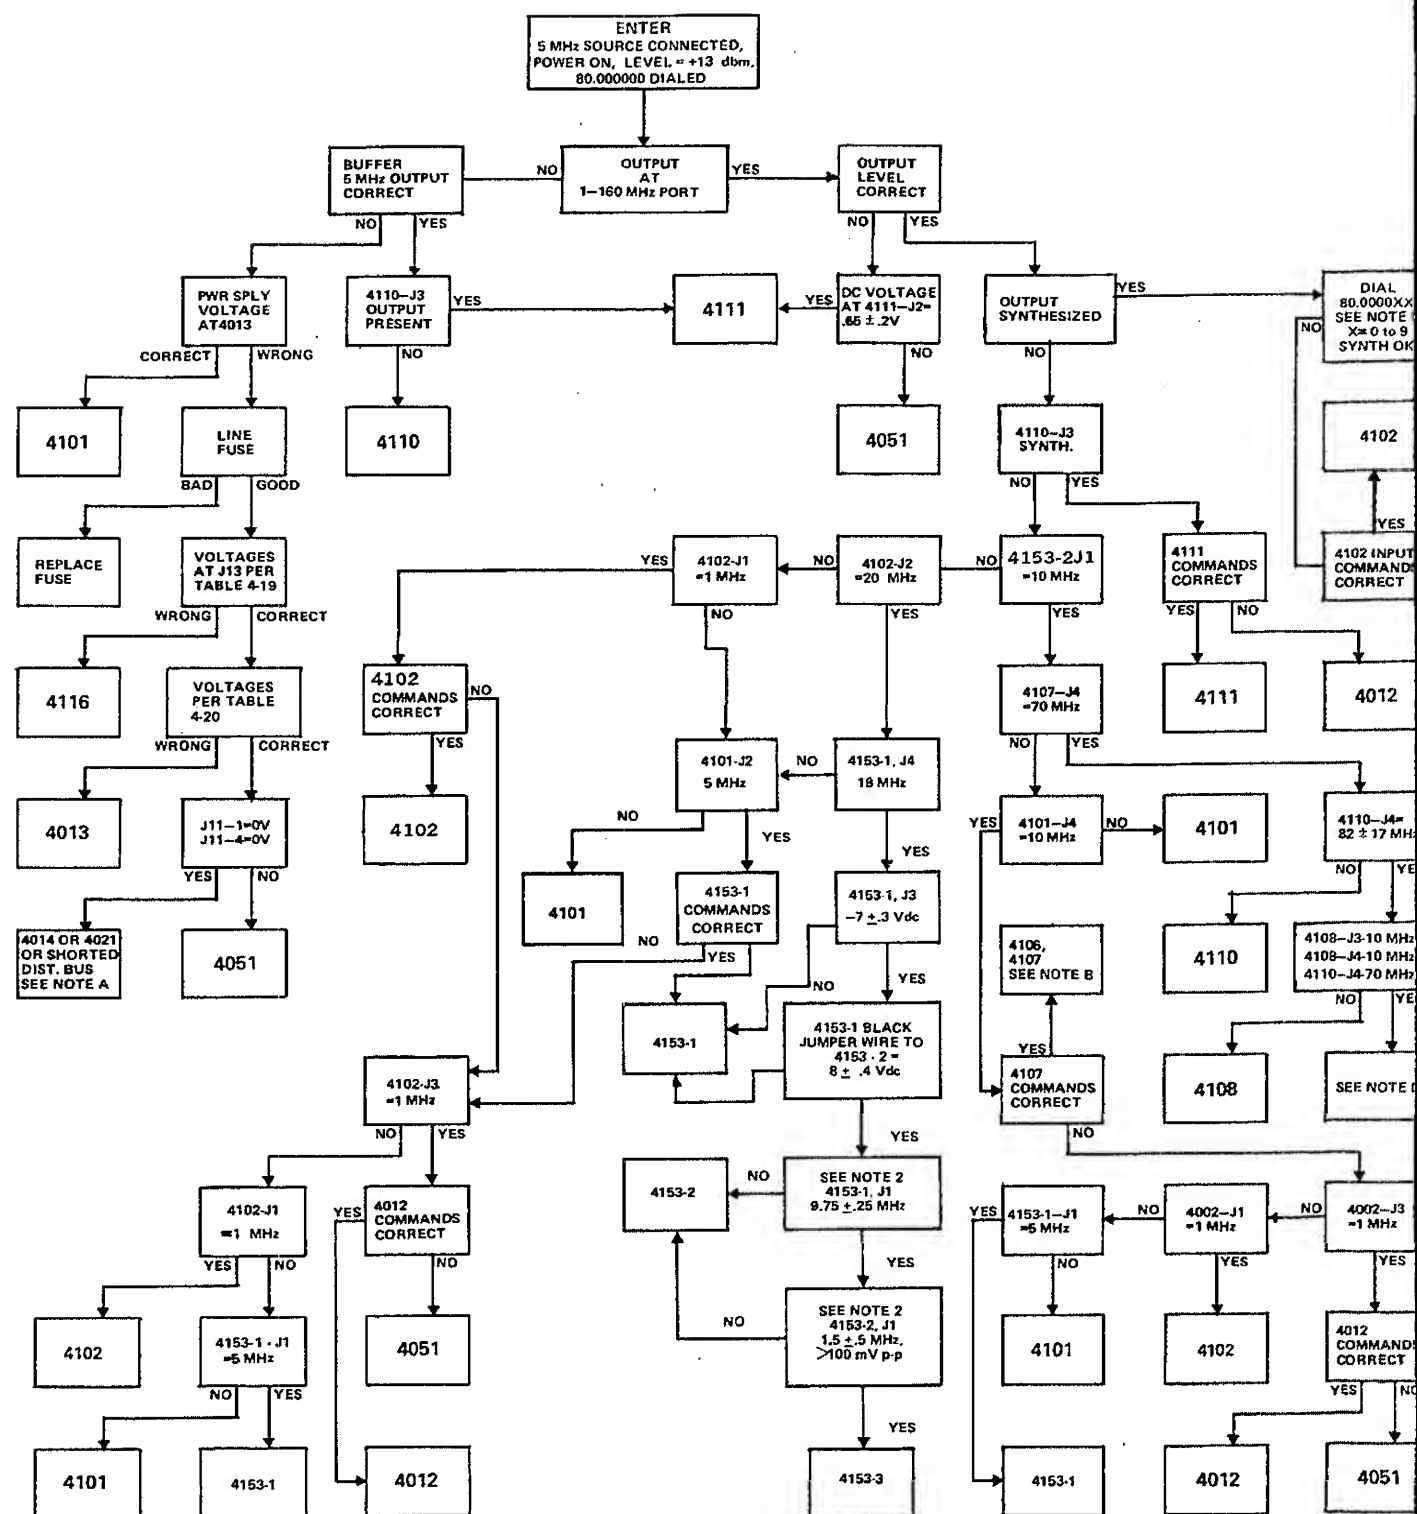 ENTER
5 MHz SOURCE CONNECTED,
POWER ON, LEVEL = +13 dbm,
80.000000 DIALED
BUFFER
5 MHz OUTPUT
CORRECT
NO
OUTPUT
AT
1–160 MHz PORT
YES
OUTPUT
LEVEL
CORRECT
NO
YES
NO
YES
PWR SPLY
VOLTAGE
AT4013
4110–J3
OUTPUT
PRESENT
YES
4111
YES
DC VOLTAGE
AT 4111–J2=
.65 ± .2V
OUTPUT
SYNTHESIZED
YES
DIAL
80.0000XX
SEE NOTE
X= 0 to 9
SYNTH OK
NO
CORRECT
WRONG
NO
NO
NO
4101
LINE
FUSE
4110
4051
4110–J3
SYNTH.
4102
BAD
GOOD
NO
YES
YES
REPLACE
FUSE
VOLTAGES
AT J13 PER
TABLE 4-19
YES
4102-J1
=1 MHz
NO
4102-J2
=20 MHz
NO
4153-2J1
=10 MHz
4111
COMMANDS
CORRECT
4102 INPUT
COMMANDS
CORRECT
WRONG
CORRECT
NO
YES
YES
YES
NO
4116
VOLTAGES
PER TABLE
4-20
4102
COMMANDS
CORRECT
NO
4107–J4
=70 MHz
4111
4012
WRONG
CORRECT
YES
4101-J2
5 MHz
NO
4153-1, J4
18 MHz
NO
YES
4013
J11–1=0V
J11–4=0V
4102
NO
YES
YES
4101–J4
=10 MHz
NO
4101
4110–J4=
82 ± 17 MHz
YES
NO
YES
NO
YES
4014 OR 4021
OR SHORTED
DIST. BUS
SEE NOTE A
4051
4101
4153-1
COMMANDS
CORRECT
4153-1, J3
–7 ± .3 Vdc
4106,
4107
SEE NOTE B
4110
4108–J3-10 MHz
4108–J4-10 MHz
4110–J4-70 MHz
NO
YES
NO
YES
NO
YES
4153-1
4153-1 BLACK
JUMPER WIRE TO
4153 - 2 =
8 ± .4 Vdc
YES
4102-J3
=1 MHz
4107
COMMANDS
CORRECT
4108
SEE NOTE
NO
YES
YES
NO
4153-2
NO
SEE NOTE 2
4153-1, J1
9.75 ± .25 MHz
4102-J1
=1 MHz
YES
4012
COMMANDS
CORRECT
YES
4153-1–J1
=5 MHz
NO
4002–J1
=1 MHz
NO
4002–J3
=1 MHz
YES
NO
NO
YES
NO
YES
YES
4102
4153-1 - J1
=5 MHz
4051
NO
SEE NOTE 2
4153-2, J1
1.5 ± .5 MHz,
>100 mV p-p
4101
4102
4012
COMMANDS
CORRECT
NO
YES
YES
YES
NO
4101
4153-1
4012
4153-3
4153-1
4012
4051